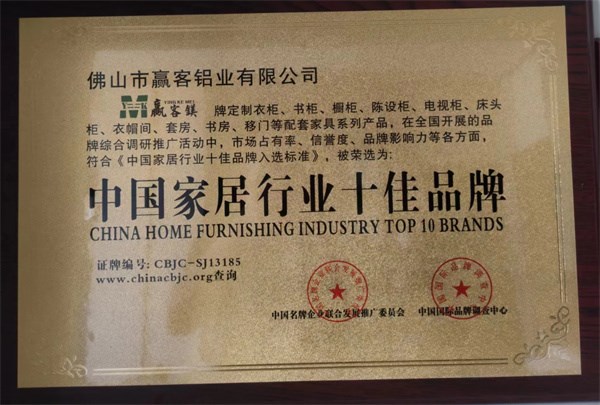 佛山市赢客铝业有限公司
赢客镁 牌定制衣柜、书柜、橱柜、陈设柜、电视柜、床头
柜、衣帽间、套房、书房、移门等配套家具系列产品，在全国开展的品
牌综合调研推广活动中，市场占有率、信誉度、品牌影响力等各方面，
符合《中国家居行业十佳品牌入选标准》，被荣选为:
中国家居行业十佳品牌
CHINA HOME FURNISHING INDUSTRY TOP 10 BRANDS
证牌编号: CBJC-SJ13185
www.chinacbjc.org查询
中国名牌企业联合发展推广委员会 中国国际品牌调查中心